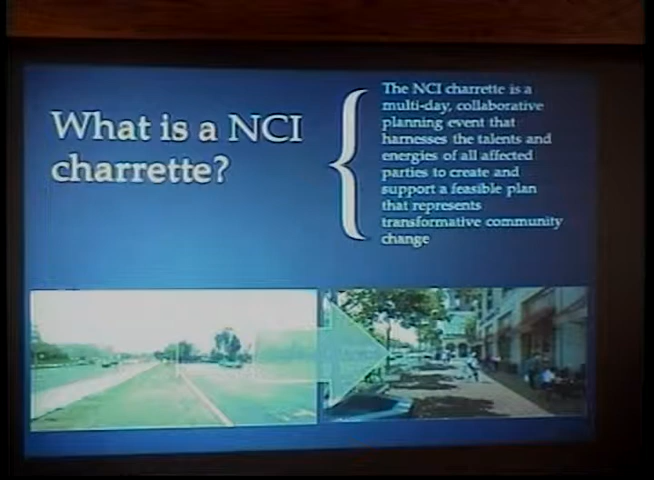 What is a NCI
charrette?
The NCI charrette is a
multi-day, collaborative
planning event that
harnesses the talents and
energies of all affected
parties to create and
support a feasible plan
that represents
transformative community
change